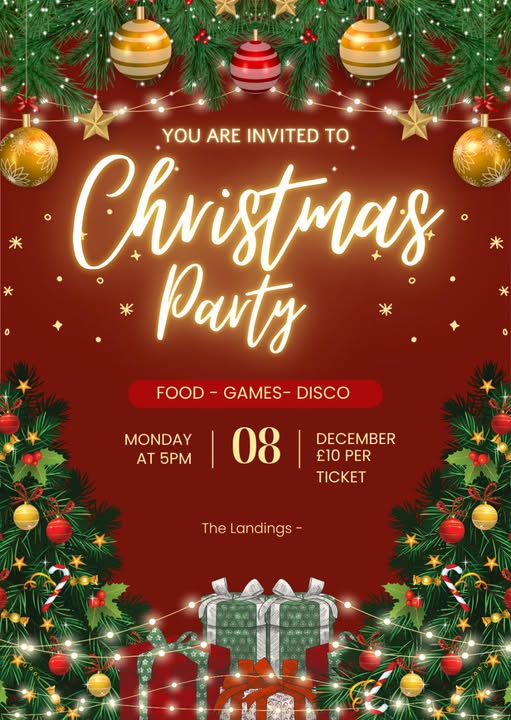 YOU ARE INVITED TO
Christmas
Party
FOOD - GAMES- DISCO
MONDAY
AT 5PM
08
DECEMBER
£10 PER
TICKET
The Landings -